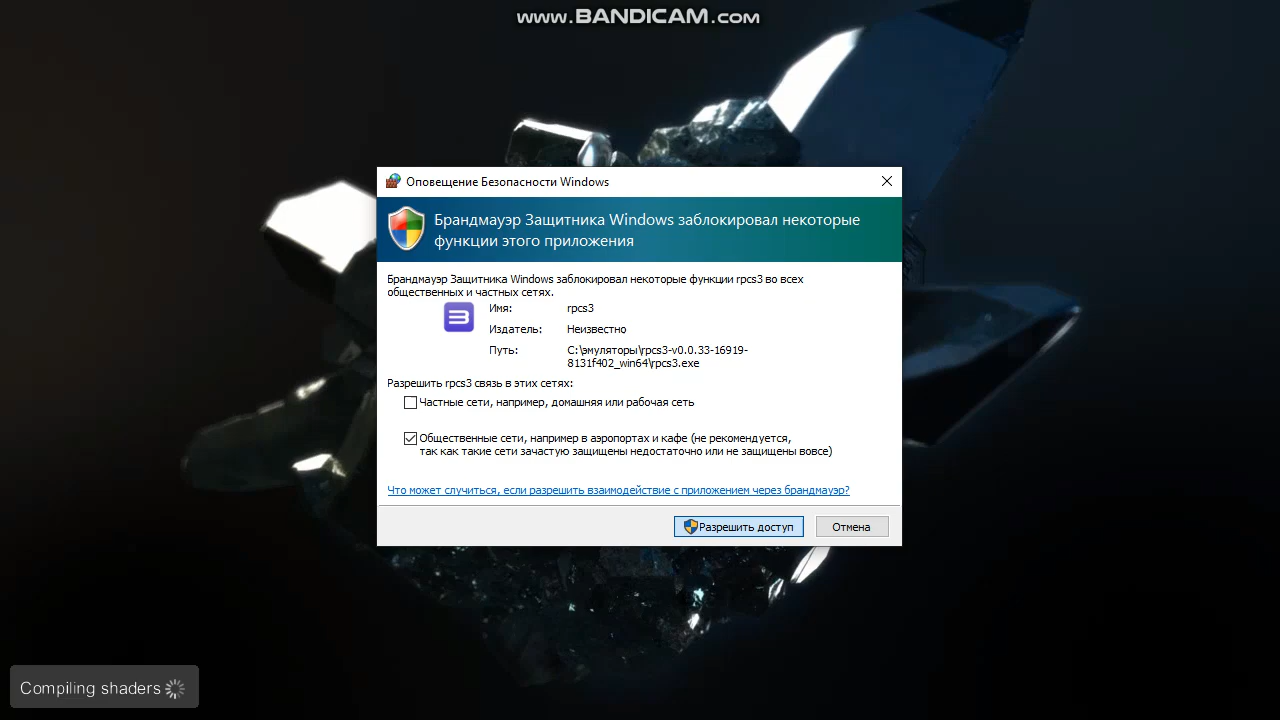 www.BANDICAM.com
Оповещение Безопасности Windows
Брандмауэр Защитника Windows заблокировал некоторые
функции этого приложения
Брандмауэр Защитника Windows заблокировал некоторые функции rpcs3 во всех
общественных и частных сетях.
Имя: rpcs3
Издатель: Неизвестно
Путь: C:\эмуляторы\rpcs3-v0.0.33-16919-
8131f402_win64\rpcs3.exe
Разрешить rpcs3 связь в этих сетях:
Частные сети, например, домашняя или рабочая сеть
Общественные сети, например в аэропортах и кафе (не рекомендуется,
так как такие сети зачастую защищены недостаточно или не защищены вовсе)
Что может случиться, если разрешить взаимодействие с приложением через брандмауэр?
Разрешить доступ
Отмена
Compiling shaders